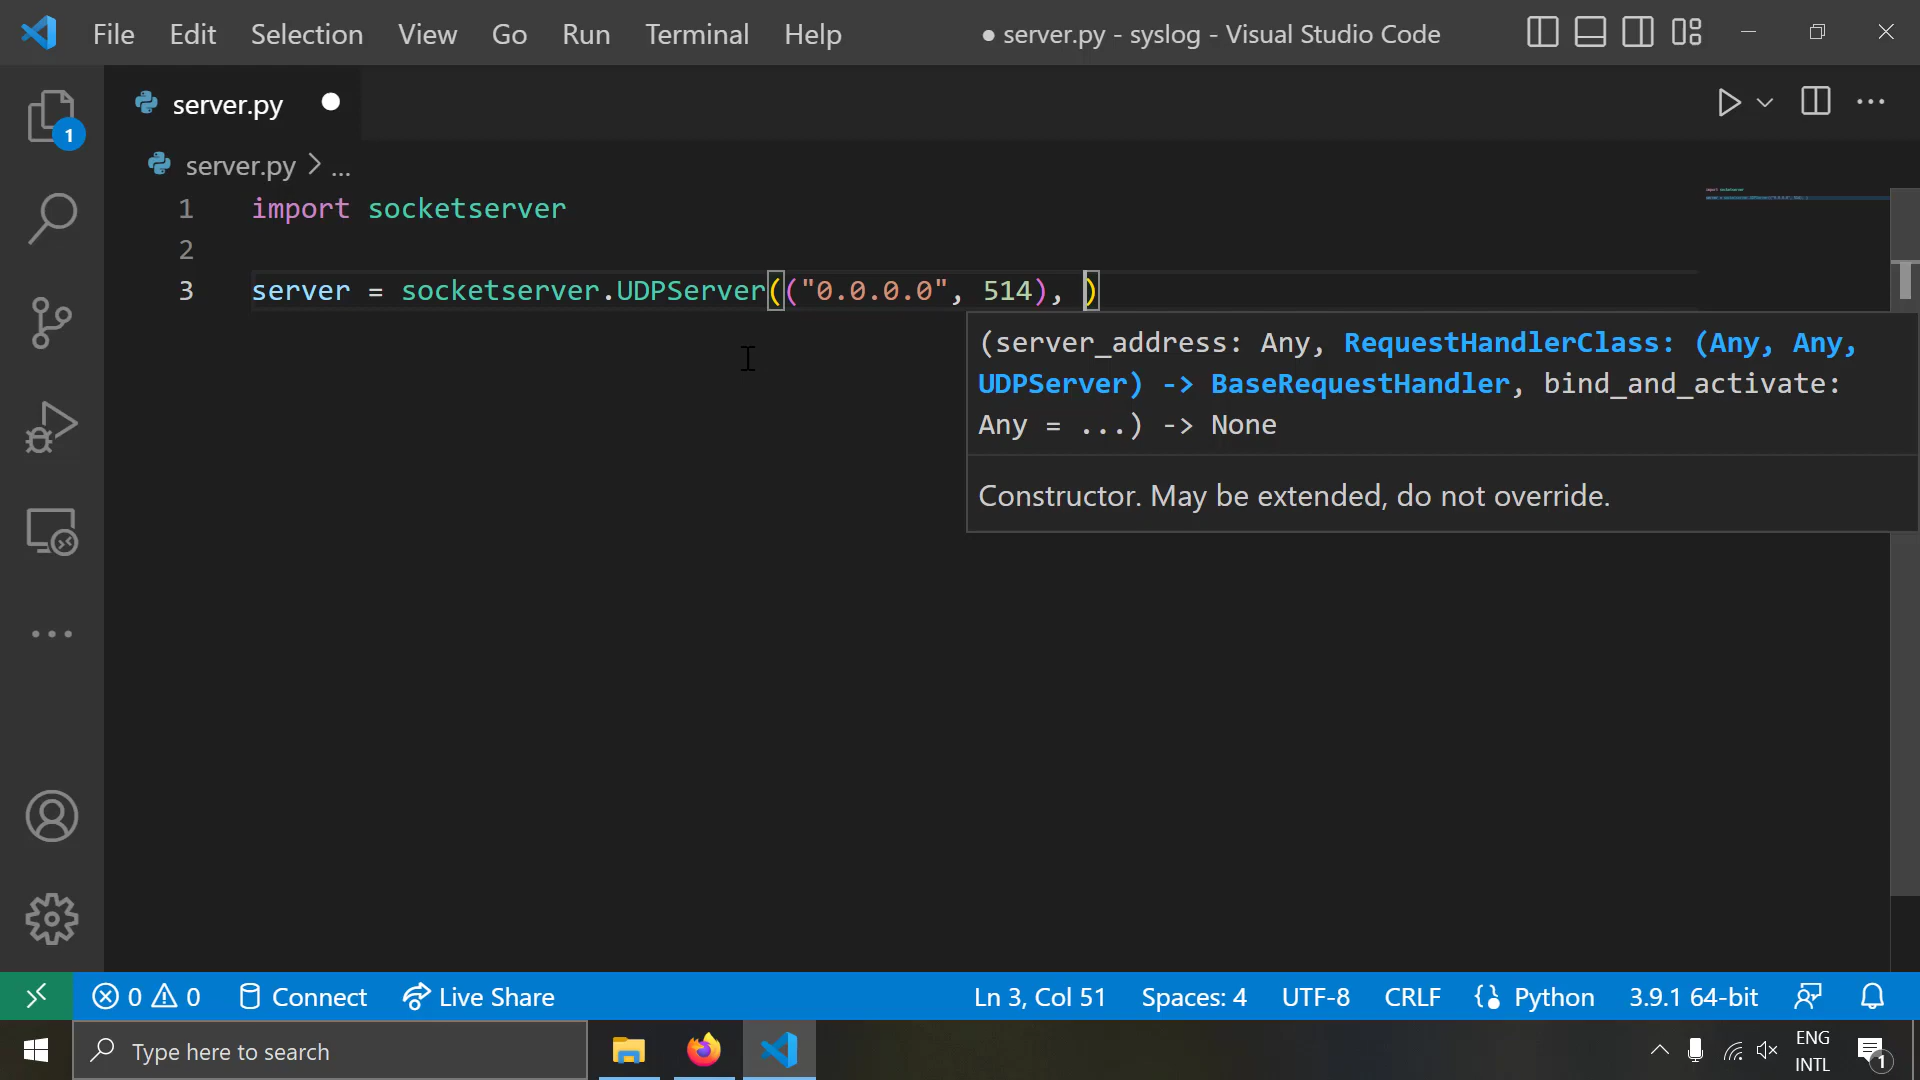 File Edit Selection View Go Run Terminal Help ● server.py - syslog - Visual Studio Code
server.py
1
server.py > ...
1 import socketserver
2
3 server = socketserver.UDPServer(("0.0.0.0", 514), )
(server_address: Any, RequestHandlerClass: (Any, Any,
UDPServer) -> BaseRequestHandler, bind_and_activate:
Any = ...) -> None
Constructor. May be extended, do not override.
0 0 Connect Live Share Ln 3, Col 51 Spaces: 4 UTF-8 CRLF Python 3.9.1 64-bit
Type here to search
ENG
INTL
1